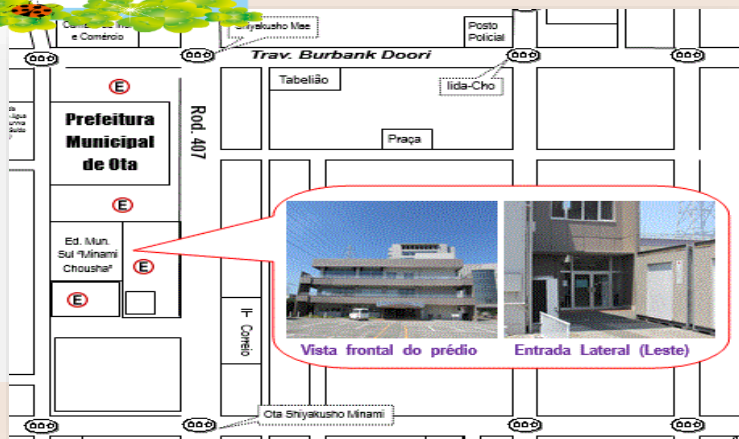 e Comércio
Shiyakusho Mae
Posto
Policial
Trav. Burbank Doori
Tabelião
Iida-Cho
E
Prefeitura
Municipal
de Ota
Rod. 407
Praça
E
Ed. Mun.
Sul "Minami
Chousha"
E
E
Correio
Vista frontal do prédio
Entrada Lateral (Leste)
Ota Shiyakusho Minami